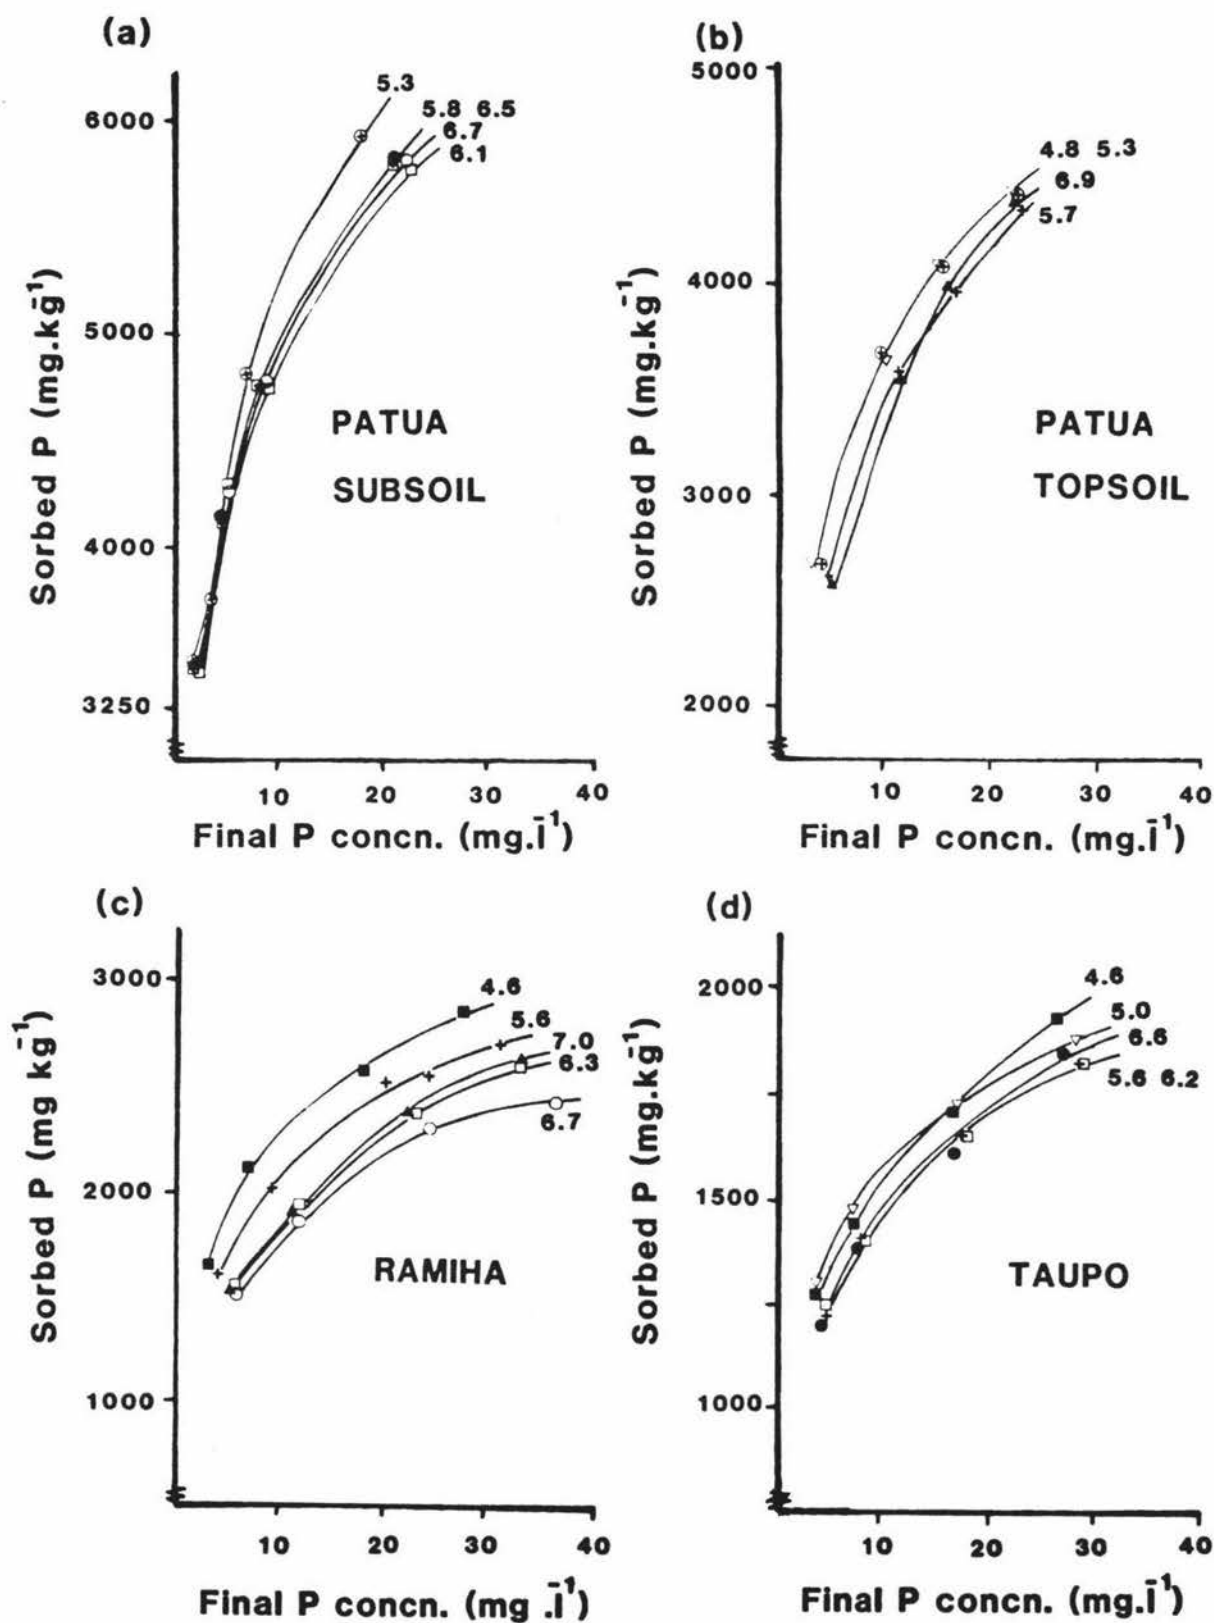 (a)
6000
5000
4000
3250
Sorbed P (mg.kg⁻¹)
5.3
5.8 6.5
6.7
6.1
PATUA
SUBSOIL
10 20 30 40
Final P concn. (mg.l⁻¹)
(b)
5000
4000
3000
2000
Sorbed P (mg.kg⁻¹)
4.8 5.3
6.9
5.7
PATUA
TOPSOIL
10 20 30 40
Final P concn. (mg.l⁻¹)
(c)
3000
2000
1000
Sorbed P (mg kg⁻¹)
4.6
5.6
7.0
6.3
6.7
RAMIHA
10 20 30 40
Final P concn. (mg .l⁻¹)
(d)
2000
1500
1000
Sorbed P (mg.kg⁻¹)
4.6
5.0
6.6
5.6 6.2
TAUPO
10 20 30 40
Final P concn. (mg.l⁻¹)